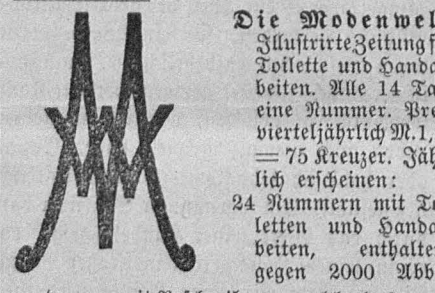 Die Modenwel
Illustrirte Zeitung f
Toilette und Handa
beiten. Alle 14 Ta
eine Nummer. Pre
vierteljährlich M. 1,
= 75 Kreuzer. Jäh
lich erscheinen:
24 Nummern mit To
letten und Handa
beiten, enthalte
gegen 2000 Abb